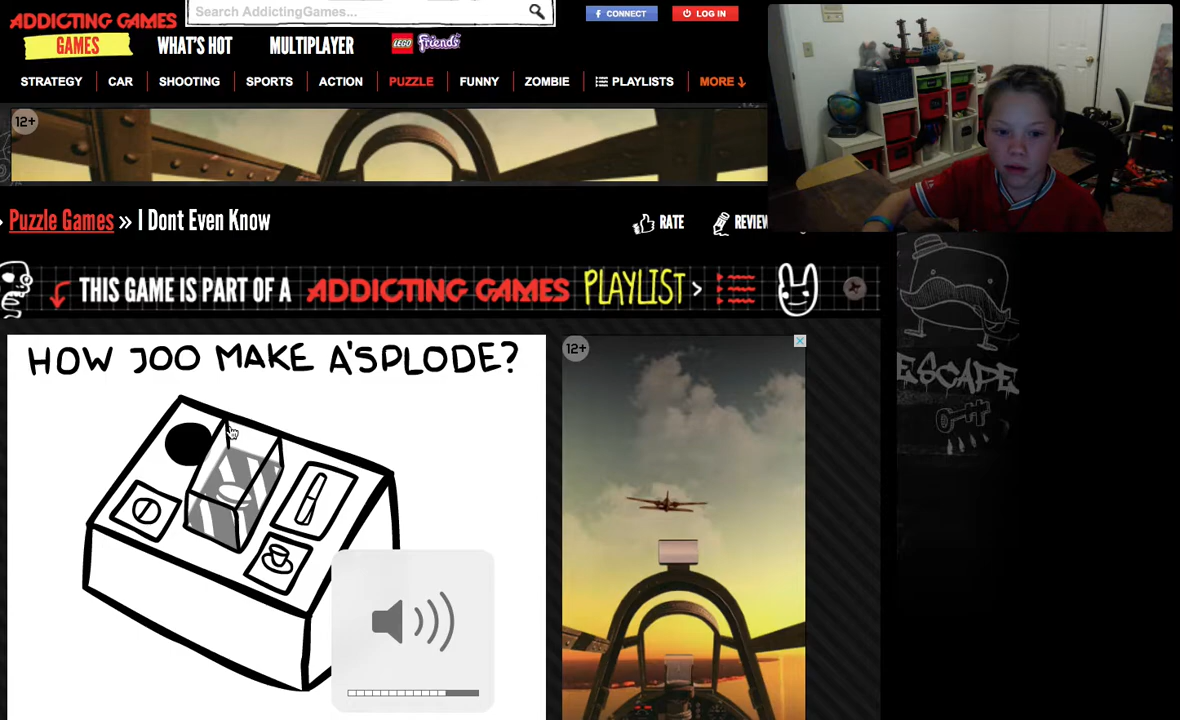 ADDICTING GAMES
Search AddictingGames...
f CONNECT
LOG IN
GAMES
WHAT'S HOT
MULTIPLAYER
LEGO Friends
STRATEGY
CAR
SHOOTING
SPORTS
ACTION
PUZZLE
FUNNY
ZOMBIE
PLAYLISTS
MORE
12+
Puzzle Games » I Dont Even Know
RATE
REVIEW
THIS GAME IS PART OF A ADDICTING GAMES PLAYLIST >
HOW JOO MAKE A'SPLODE?
12+
ESCAPE